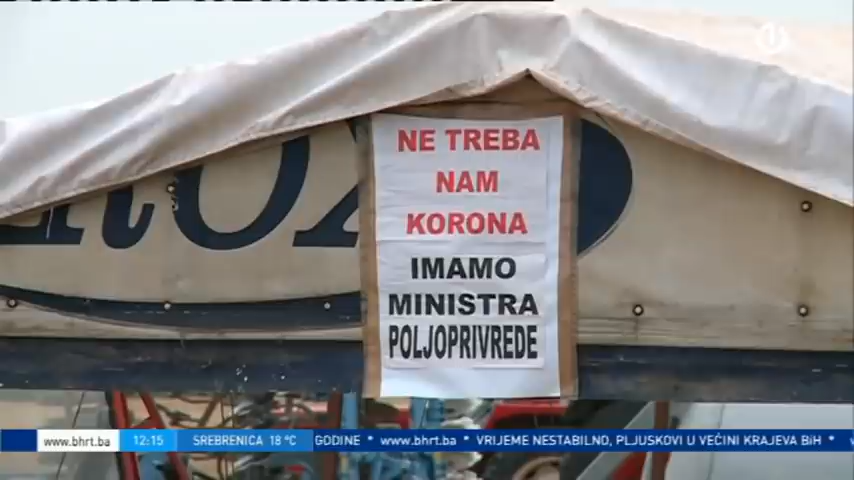 NE TREBA
NAM
KORONA
IMAMO
MINISTRA
POLJOPRIVREDE
www.bhrt.ba 12:15 SREBRENICA 18 °C GODINE * www.bhrt.ba * VRIJEME NESTABILNO, PLJUSKOVI U VEĆINI KRAJEVA BiH *